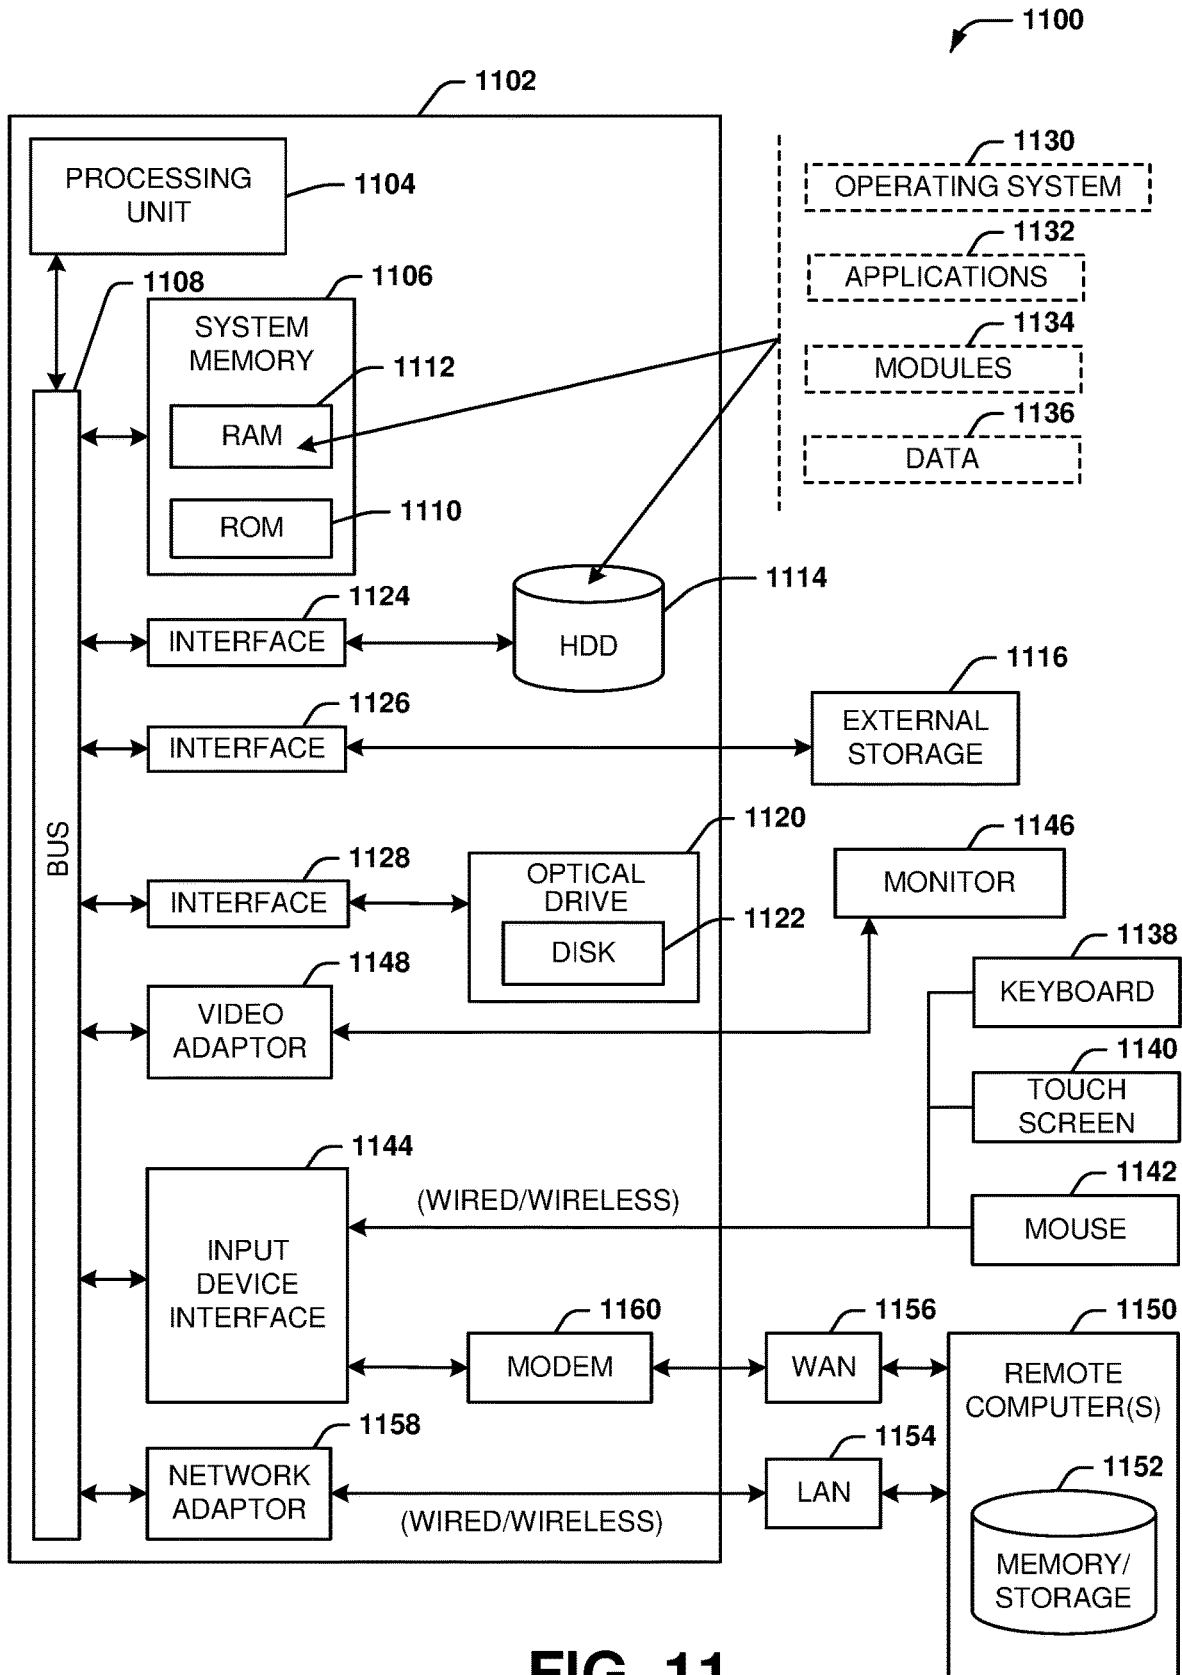 1100
1102
PROCESSING
UNIT
1104
1130
OPERATING SYSTEM
1132
APPLICATIONS
1134
MODULES
1136
DATA
1108
1106
SYSTEM
MEMORY
1112
RAM
1110
ROM
1124
INTERFACE
1114
HDD
1126
INTERFACE
1116
EXTERNAL
STORAGE
BUS
1128
INTERFACE
1120
OPTICAL
DRIVE
1122
DISK
1146
MONITOR
1148
VIDEO
ADAPTOR
1138
KEYBOARD
1140
TOUCH
SCREEN
1142
MOUSE
1144
INPUT
DEVICE
INTERFACE
(WIRED/WIRELESS)
1160
MODEM
1156
WAN
1150
REMOTE
COMPUTER(S)
1158
NETWORK
ADAPTOR
(WIRED/WIRELESS)
1154
LAN
1152
MEMORY/
STORAGE
FIG. 11